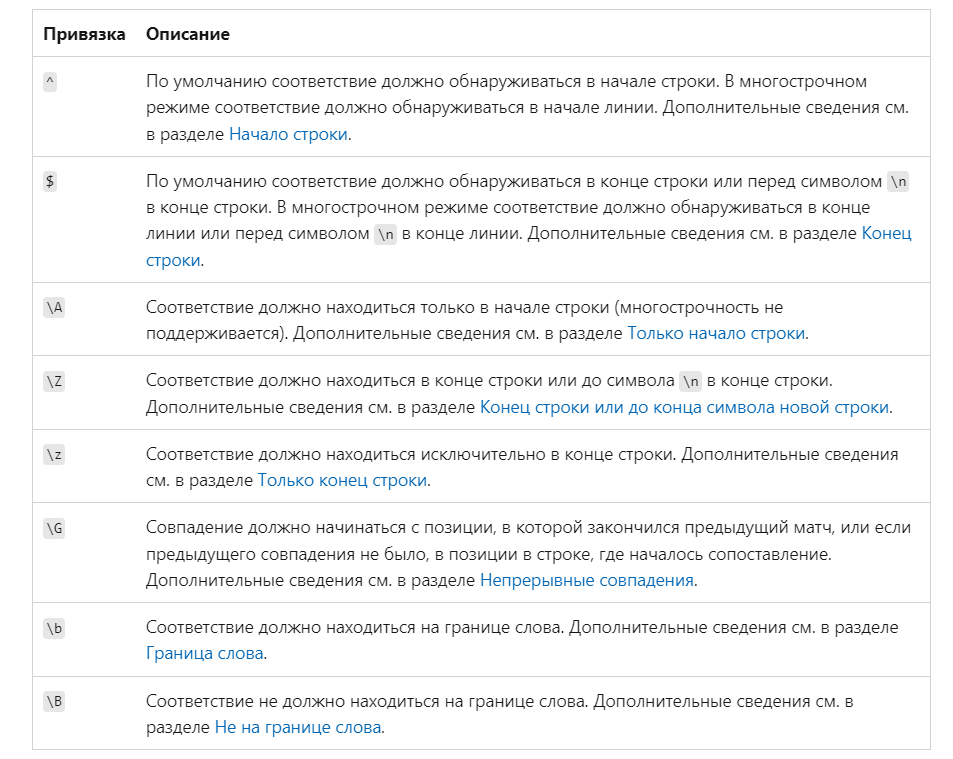 Привязка Описание
^ По умолчанию соответствие должно обнаруживаться в начале строки. В многострочном
режиме соответствие должно обнаруживаться в начале линии. Дополнительные сведения см.
в разделе Начало строки.
$ По умолчанию соответствие должно обнаруживаться в конце строки или перед символом \n
в конце строки. В многострочном режиме соответствие должно обнаруживаться в конце
линии или перед символом \n в конце линии. Дополнительные сведения см. в разделе Конец
строки.
\A Соответствие должно находиться только в начале строки (многострочность не
поддерживается). Дополнительные сведения см. в разделе Только начало строки.
\Z Соответствие должно находиться в конце строки или до символа \n в конце строки.
Дополнительные сведения см. в разделе Конец строки или до конца символа новой строки.
\z Соответствие должно находиться исключительно в конце строки. Дополнительные сведения
см. в разделе Только конец строки.
\G Совпадение должно начинаться с позиции, в которой закончился предыдущий матч, или если
предыдущего совпадения не было, в позиции в строке, где началось сопоставление.
Дополнительные сведения см. в разделе Непрерывные совпадения.
\b Соответствие должно находиться на границе слова. Дополнительные сведения см. в разделе
Граница слова.
\B Соответствие не должно находиться на границе слова. Дополнительные сведения см. в
разделе Не на границе слова.